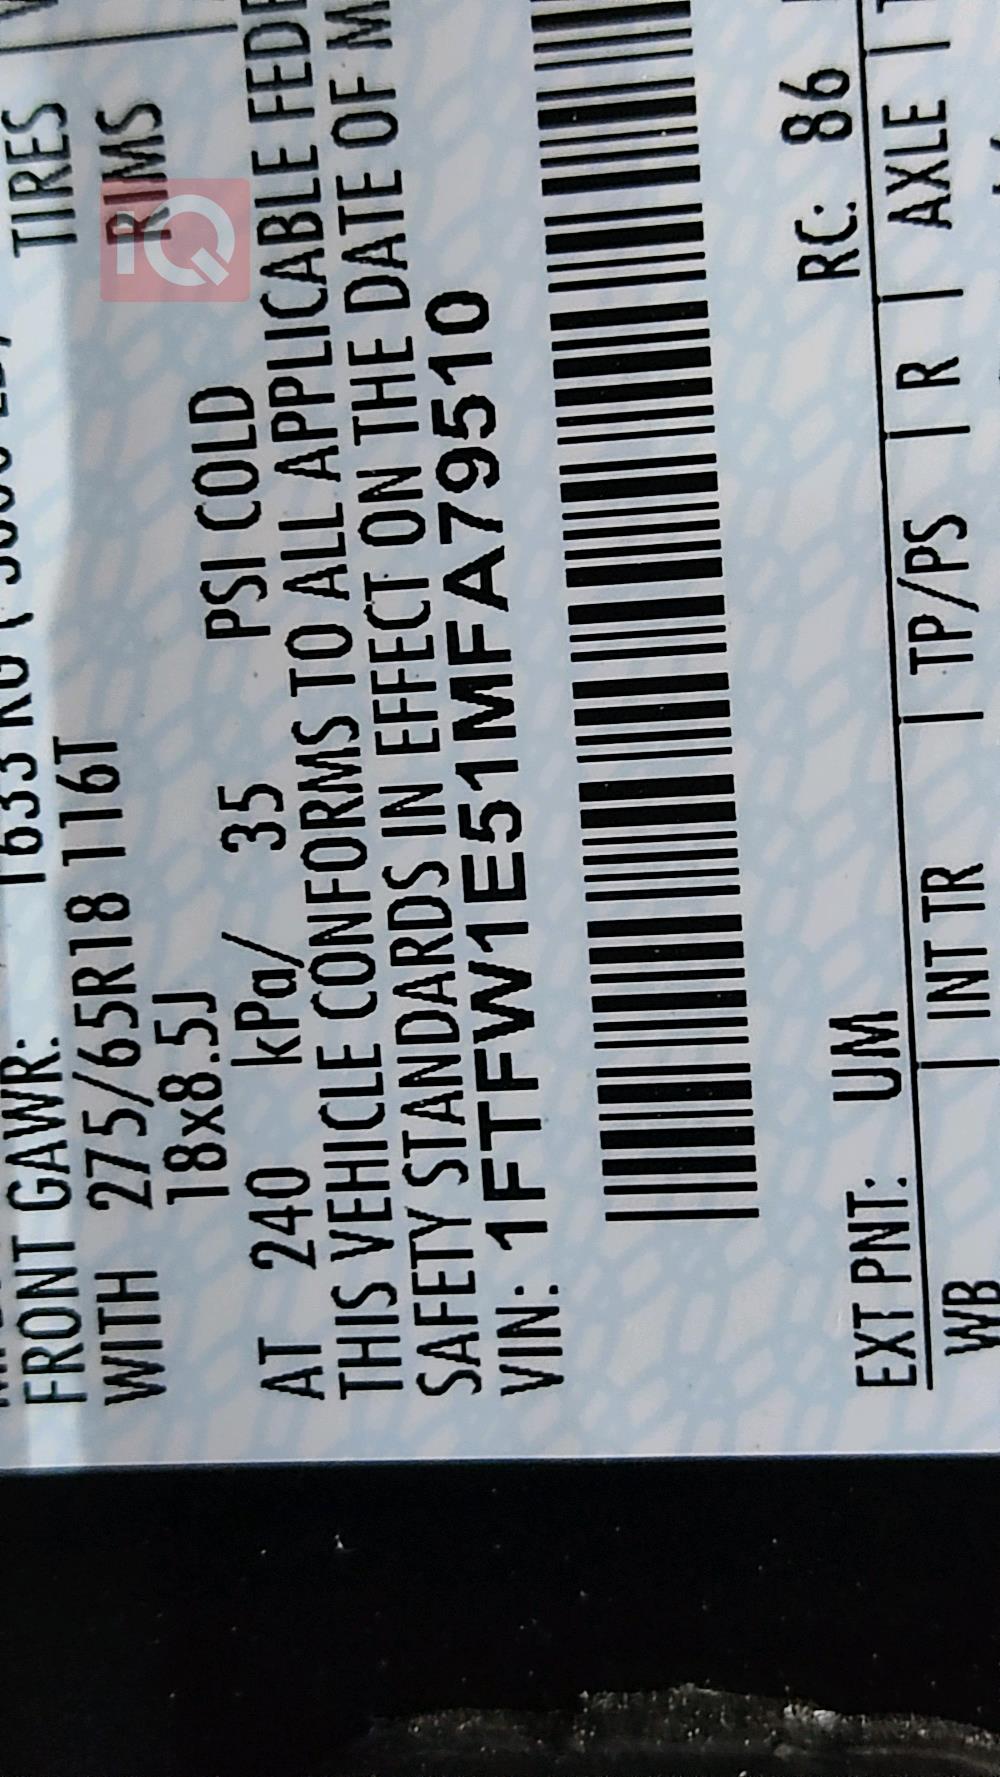 FRONT GAWR: 1633 KG
WITH 275/65R18 116T TIRES
18x8.5J RIMS
AT 240 kPa/ 35 PSI COLD
THIS VEHICLE CONFORMS TO ALL APPLICABLE
SAFETY STANDARDS IN EFFECT ON THE DATE OF
VIN: 1FTFW1E51MFA79510
EXT PNT: UM RC: 86
WB | INT TR | TP/PS | R | AXLE |
iQ